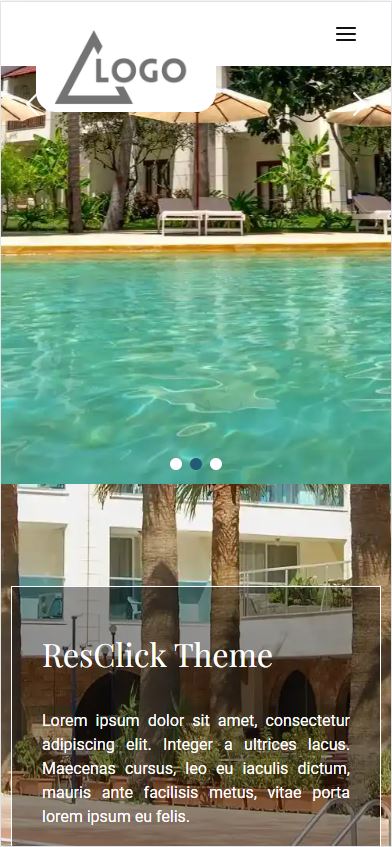 LOGO
ResClick Theme
Lorem ipsum dolor sit amet, consectetur
adipiscing elit. Integer a ultrices lacus.
Maecenas cursus, leo eu iaculis dictum,
mauris ante facilisis metus, vitae porta
lorem ipsum eu felis.